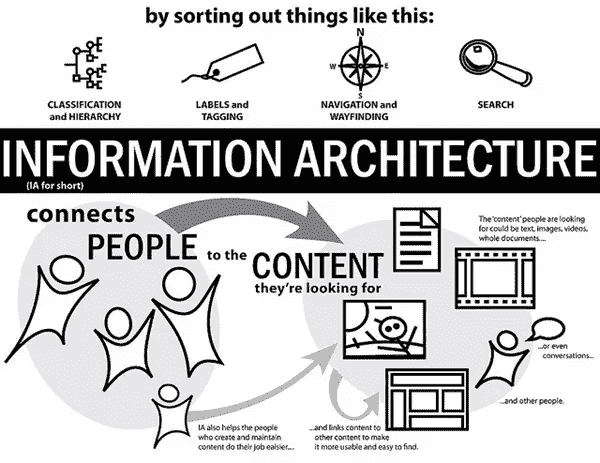 by sorting out things like this:
N
W
E
S
CLASSIFICATION
and HIERARCHY
LABELS and
TAGGING
NAVIGATION and
WAYFINDING
SEARCH
INFORMATION ARCHITECTURE
(IA for short)
connects
PEOPLE to the CONTENT
they're looking for
The 'content' people are looking
for could be text, images, videos,
whole documents....
...or even
conversations...
...and other people.
IA also helps the people
who create and maintain
content do their job eaisier....
...and links content to
other content to make
it more usable and easy to find.